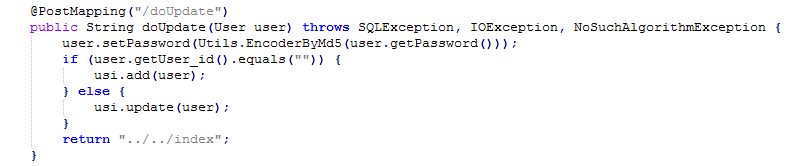 @PostMapping("/doUpdate")
public String doUpdate(User user) throws SQLException, IOException, NoSuchAlgorithmException {
    user.setPassword(Utils.EncoderByMd5(user.getPassword()));
    if (user.getUser_id().equals("")) {
        usi.add(user);
    } else {
        usi.update(user);
    }
    return "../../index";
}